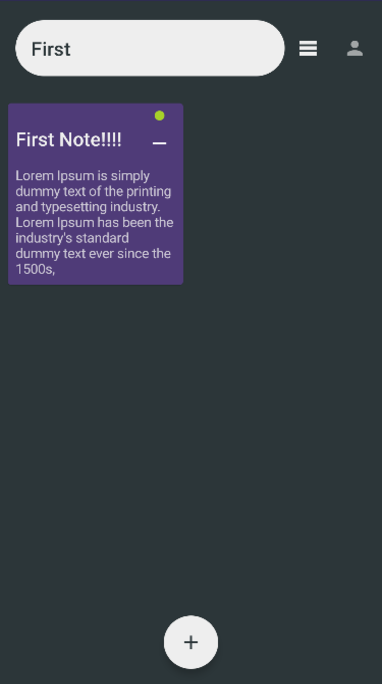 First
First Note!!!!
Lorem Ipsum is simply
dummy text of the printing
and typesetting industry.
Lorem Ipsum has been the
industry's standard
dummy text ever since the
1500s,